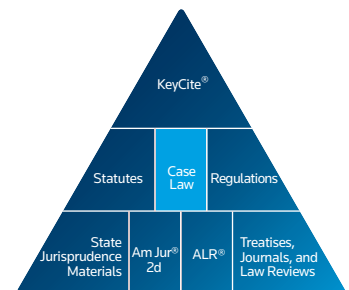 KeyCite®
Statutes
Case
Law
Regulations
State
Jurisprudence
Materials
Am Jur®
2d
ALR®
Treatises,
Journals, and
Law Reviews